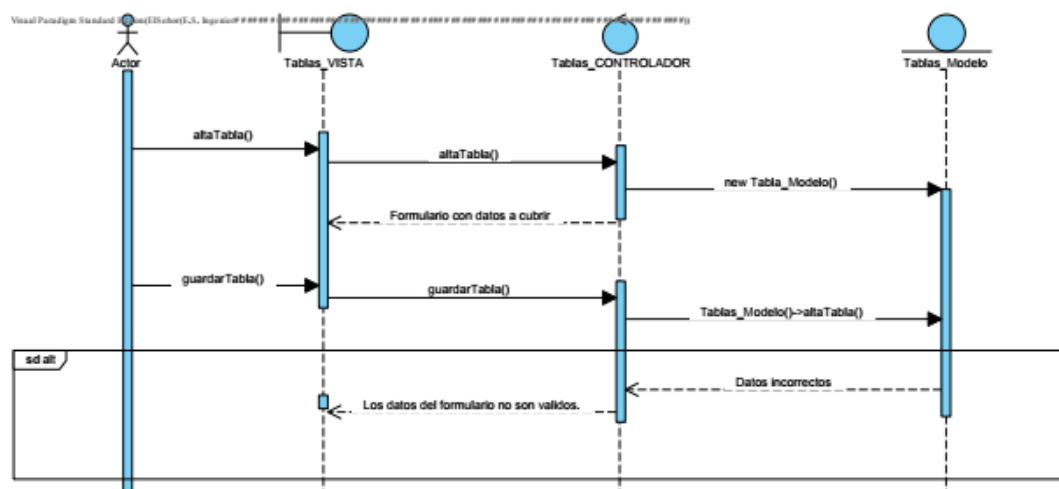 Visual Paradigm Standard
Actor
Tablas_VISTA
Tablas_CONTROLADOR
Tablas_Modelo
altaTabla()
altaTabla()
new Tabla_Modelo()
Formulario con datos a cubrir
guardarTabla()
guardarTabla()
Tablas_Modelo()->altaTabla()
sd alt
Datos incorrectos
Los datos del formulario no son validos.